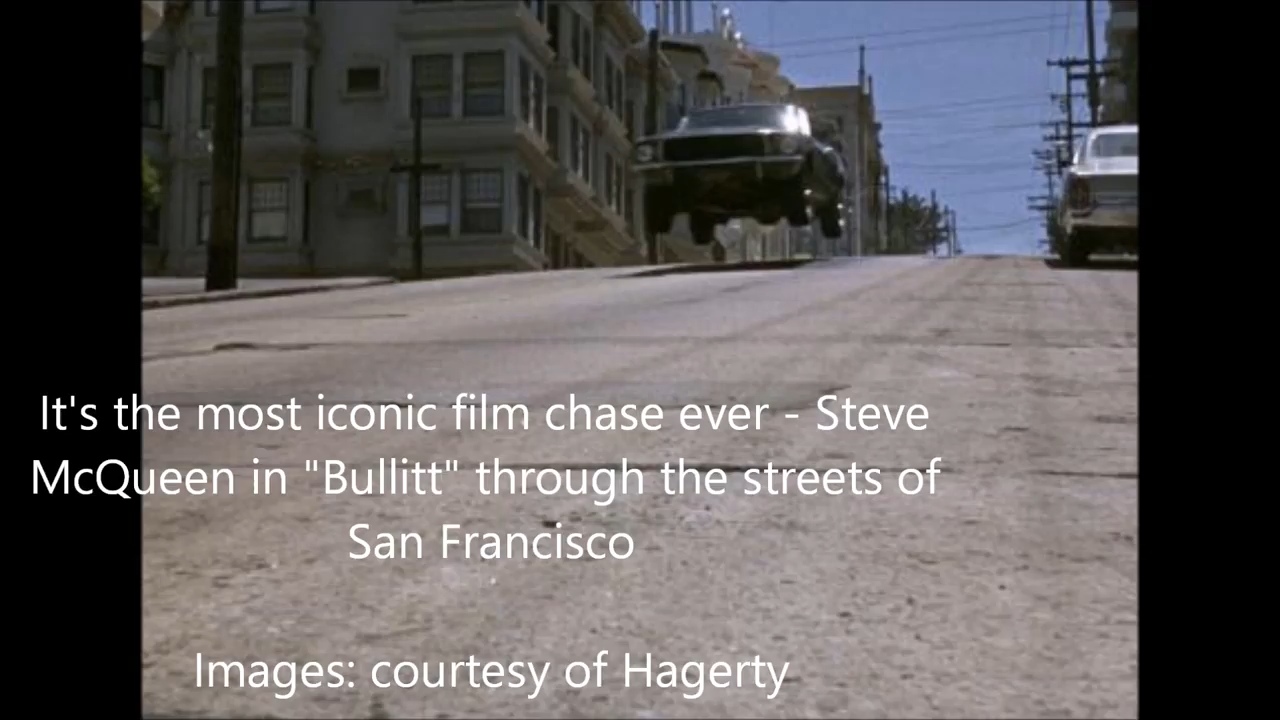 It's the most iconic film chase ever - Steve
McQueen in "Bullitt" through the streets of
San Francisco
Images: courtesy of Hagerty